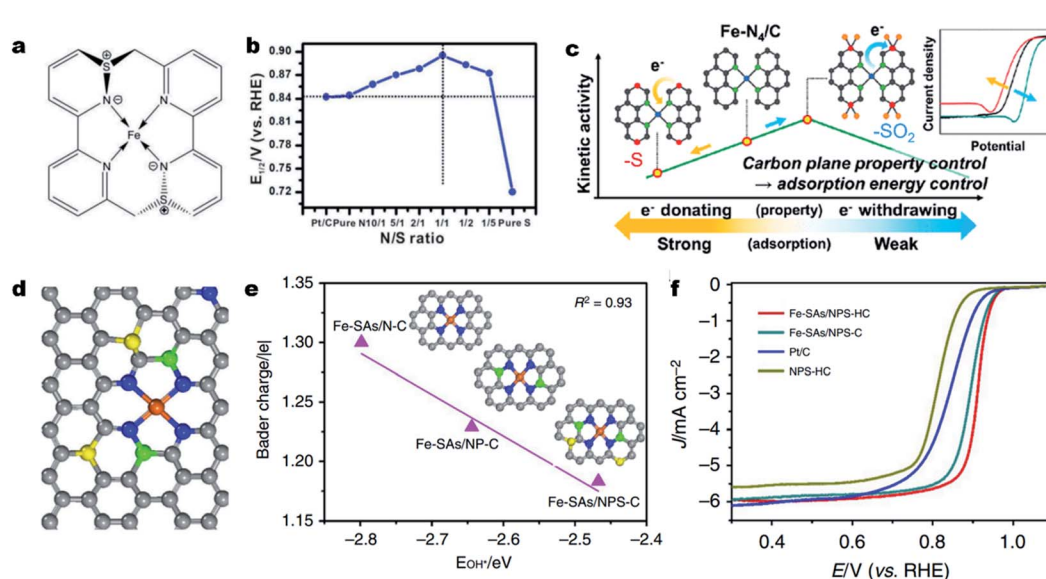 a
S
⊕
N
⊖
N
Fe
⊖
N
N
S
⊕
b
E1/2/V (vs. RHE)
0.90
0.87
0.84
0.80
0.76
0.72
Pt/C Pure N 10/1 5/1 2/1 1/1 1/2 1/5 Pure S
N/S ratio
c
Kinetic activity
e-
Fe-N4/C
e-
-S
-SO2
Current density
Potential
Carbon plane property control
→ adsorption energy control
e- donating (property) e- withdrawing
Strong (adsorption) Weak
d
e
Bader charge/|e|
1.35
1.30
1.25
1.20
1.15
R² = 0.93
Fe-SAs/N-C
Fe-SAs/NP-C
Fe-SAs/NPS-C
−2.8 −2.7 −2.6 −2.5 −2.4
EOH*/eV
f
J/mA cm−2
0
−1
−2
−3
−4
−5
−6
Fe-SAs/NPS-HC
Fe-SAs/NPS-C
Pt/C
NPS-HC
0.4 0.6 0.8 1.0
E/V (vs. RHE)